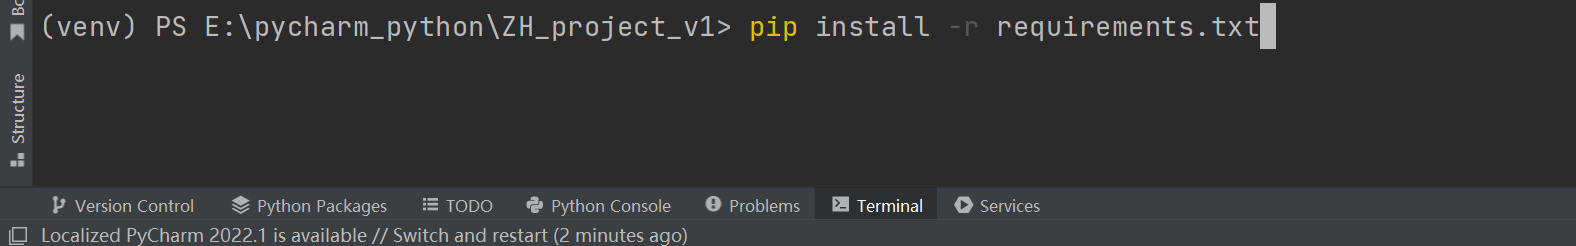 (venv) PS E:\pycharm_python\ZH_project_v1> pip install -r requirements.txt
Structure
Version Control
Python Packages
TODO
Python Console
Problems
Terminal
Services
Localized PyCharm 2022.1 is available // Switch and restart (2 minutes ago)